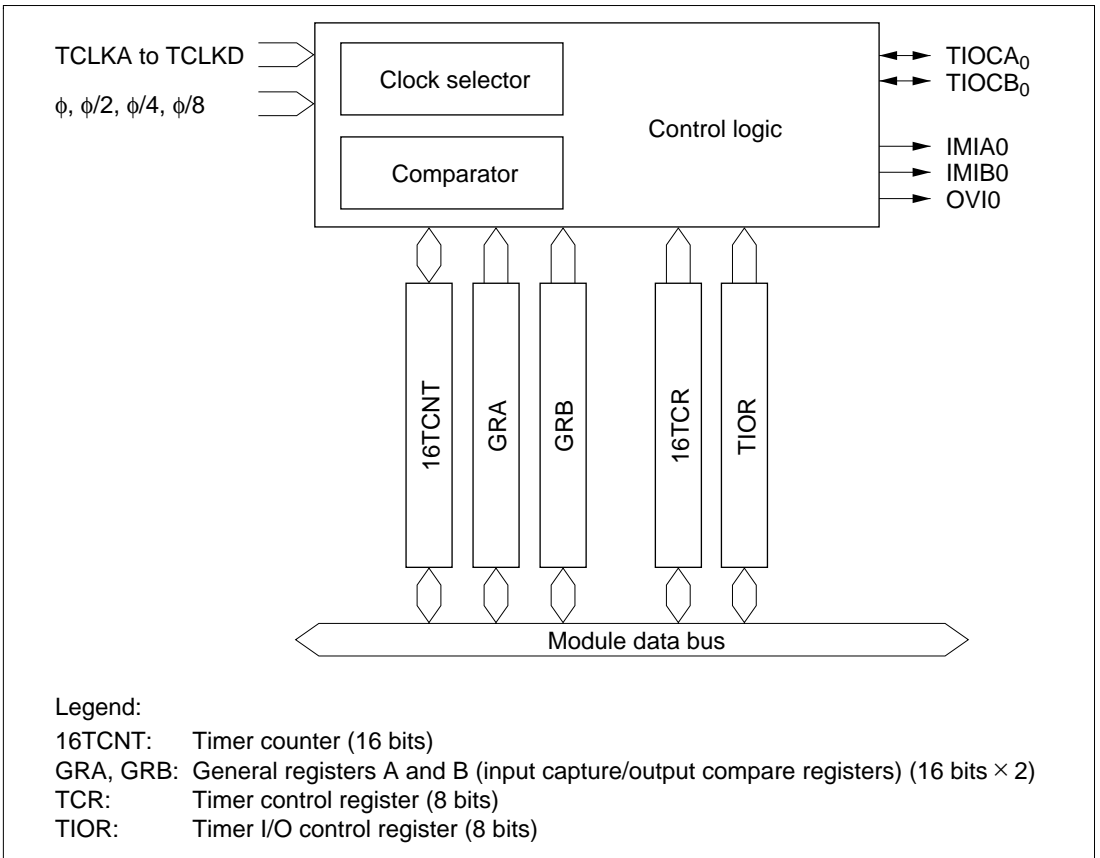 TCLKA to TCLKD
ϕ, ϕ/2, ϕ/4, ϕ/8
Clock selector
Comparator
Control logic
TIOCA₀
TIOCB₀
IMIA0
IMIB0
OVI0
16TCNT
GRA
GRB
16TCR
TIOR
Module data bus
Legend:
16TCNT: Timer counter (16 bits)
GRA, GRB: General registers A and B (input capture/output compare registers) (16 bits × 2)
TCR: Timer control register (8 bits)
TIOR: Timer I/O control register (8 bits)